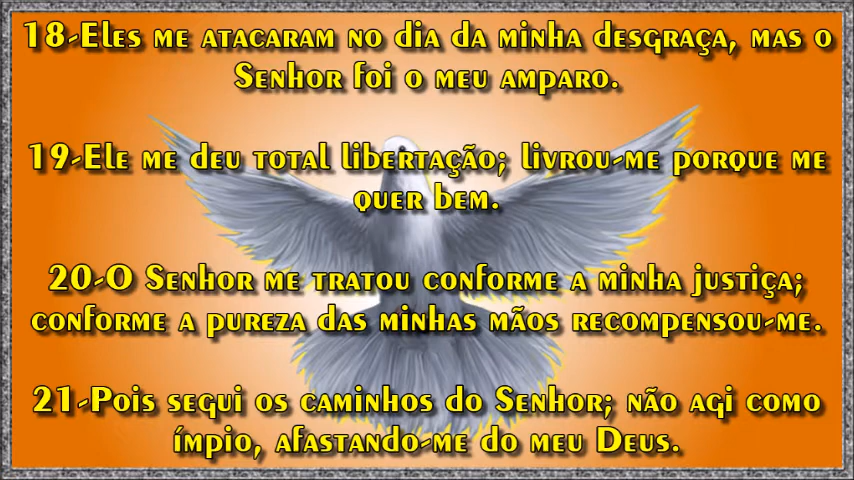 18-Eles me atacaram no dia da minha desgraça, mas o
Senhor foi o meu amparo.
19-Ele me deu total libertação; livrou-me porque me
quer bem.
20-O Senhor me tratou conforme a minha justiça;
conforme a pureza das minhas mãos recompensou-me.
21-Pois segui os caminhos do Senhor; não agi como
ímpio, afastando-me do meu Deus.